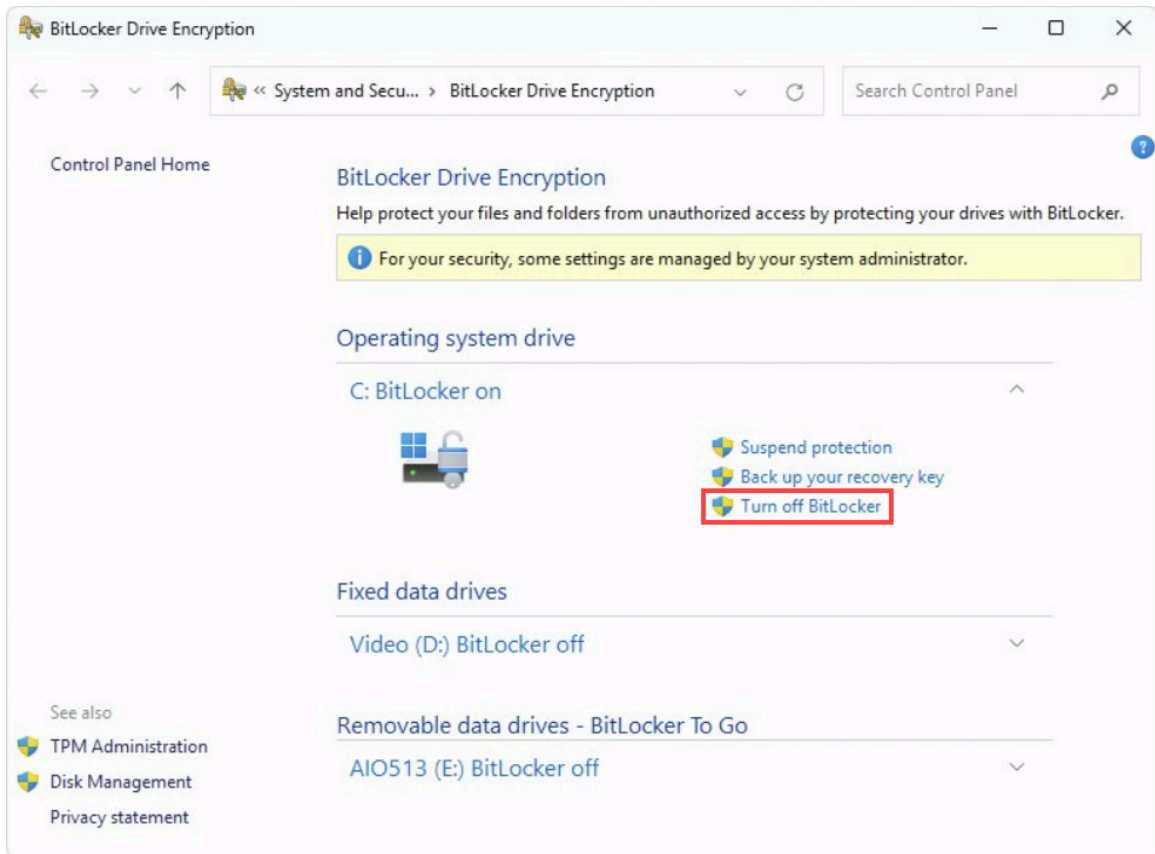 BitLocker Drive Encryption
« System and Secu... › BitLocker Drive Encryption
Search Control Panel
Control Panel Home
BitLocker Drive Encryption
Help protect your files and folders from unauthorized access by protecting your drives with BitLocker.
For your security, some settings are managed by your system administrator.
Operating system drive
C: BitLocker on
Suspend protection
Back up your recovery key
Turn off BitLocker
Fixed data drives
Video (D:) BitLocker off
Removable data drives - BitLocker To Go
AIO513 (E:) BitLocker off
See also
TPM Administration
Disk Management
Privacy statement